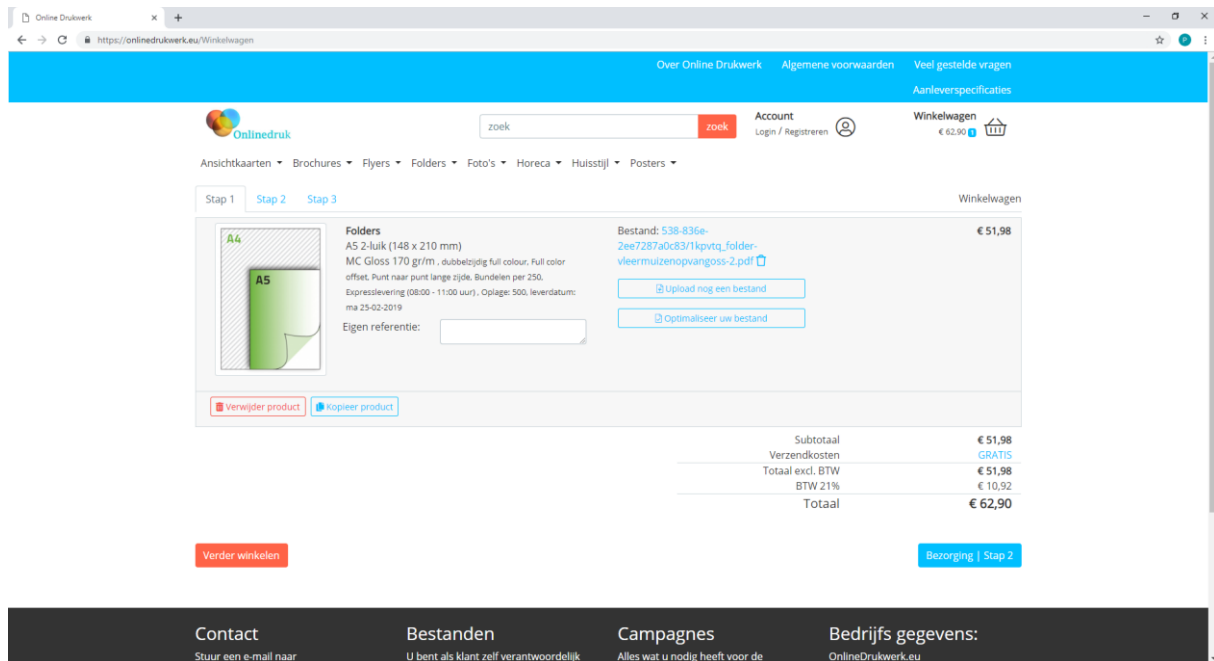 Online Drukwerk
https://onlinedrukwerk.eu/Winkelwagen
P
Over Online Drukwerk Algemene voorwaarden Veel gestelde vragen
Aanleverspecificaties
Onlinedruk
zoek
zoek
Account
Login / Registreren
Winkelwagen
€ 62.90 1
Ansichtkaarten Brochures Flyers Folders Foto's Horeca Huisstijl Posters
Stap 1 Stap 2 Stap 3
Winkelwagen
A4
A5
Folders
A5 2-luik (148 x 210 mm)
MC Gloss 170 gr/m , dubbelzijdig full colour, Full color
offset, Punt naar punt lange zijde, Bundelen per 250,
Expresslevering (08:00 - 11:00 uur) , Oplage: 500, leverdatum:
ma 25-02-2019
Eigen referentie:
Bestand: 538-836e-
2ee7287a0c83/1kpvtq_folder-
vleermuizenopvangoss-2.pdf
Upload nog een bestand
Optimaliseer uw bestand
€ 51,98
Verwijder product
Kopieer product
Subtotaal € 51,98
Verzendkosten GRATIS
Totaal excl. BTW € 51,98
BTW 21% € 10,92
Totaal € 62,90
Verder winkelen
Bezorging | Stap 2
Contact
Stuur een e-mail naar
Bestanden
U bent als klant zelf verantwoordelijk
Campagnes
Alles wat u nodig heeft voor de
Bedrijfs gegevens:
OnlineDrukwerk.eu